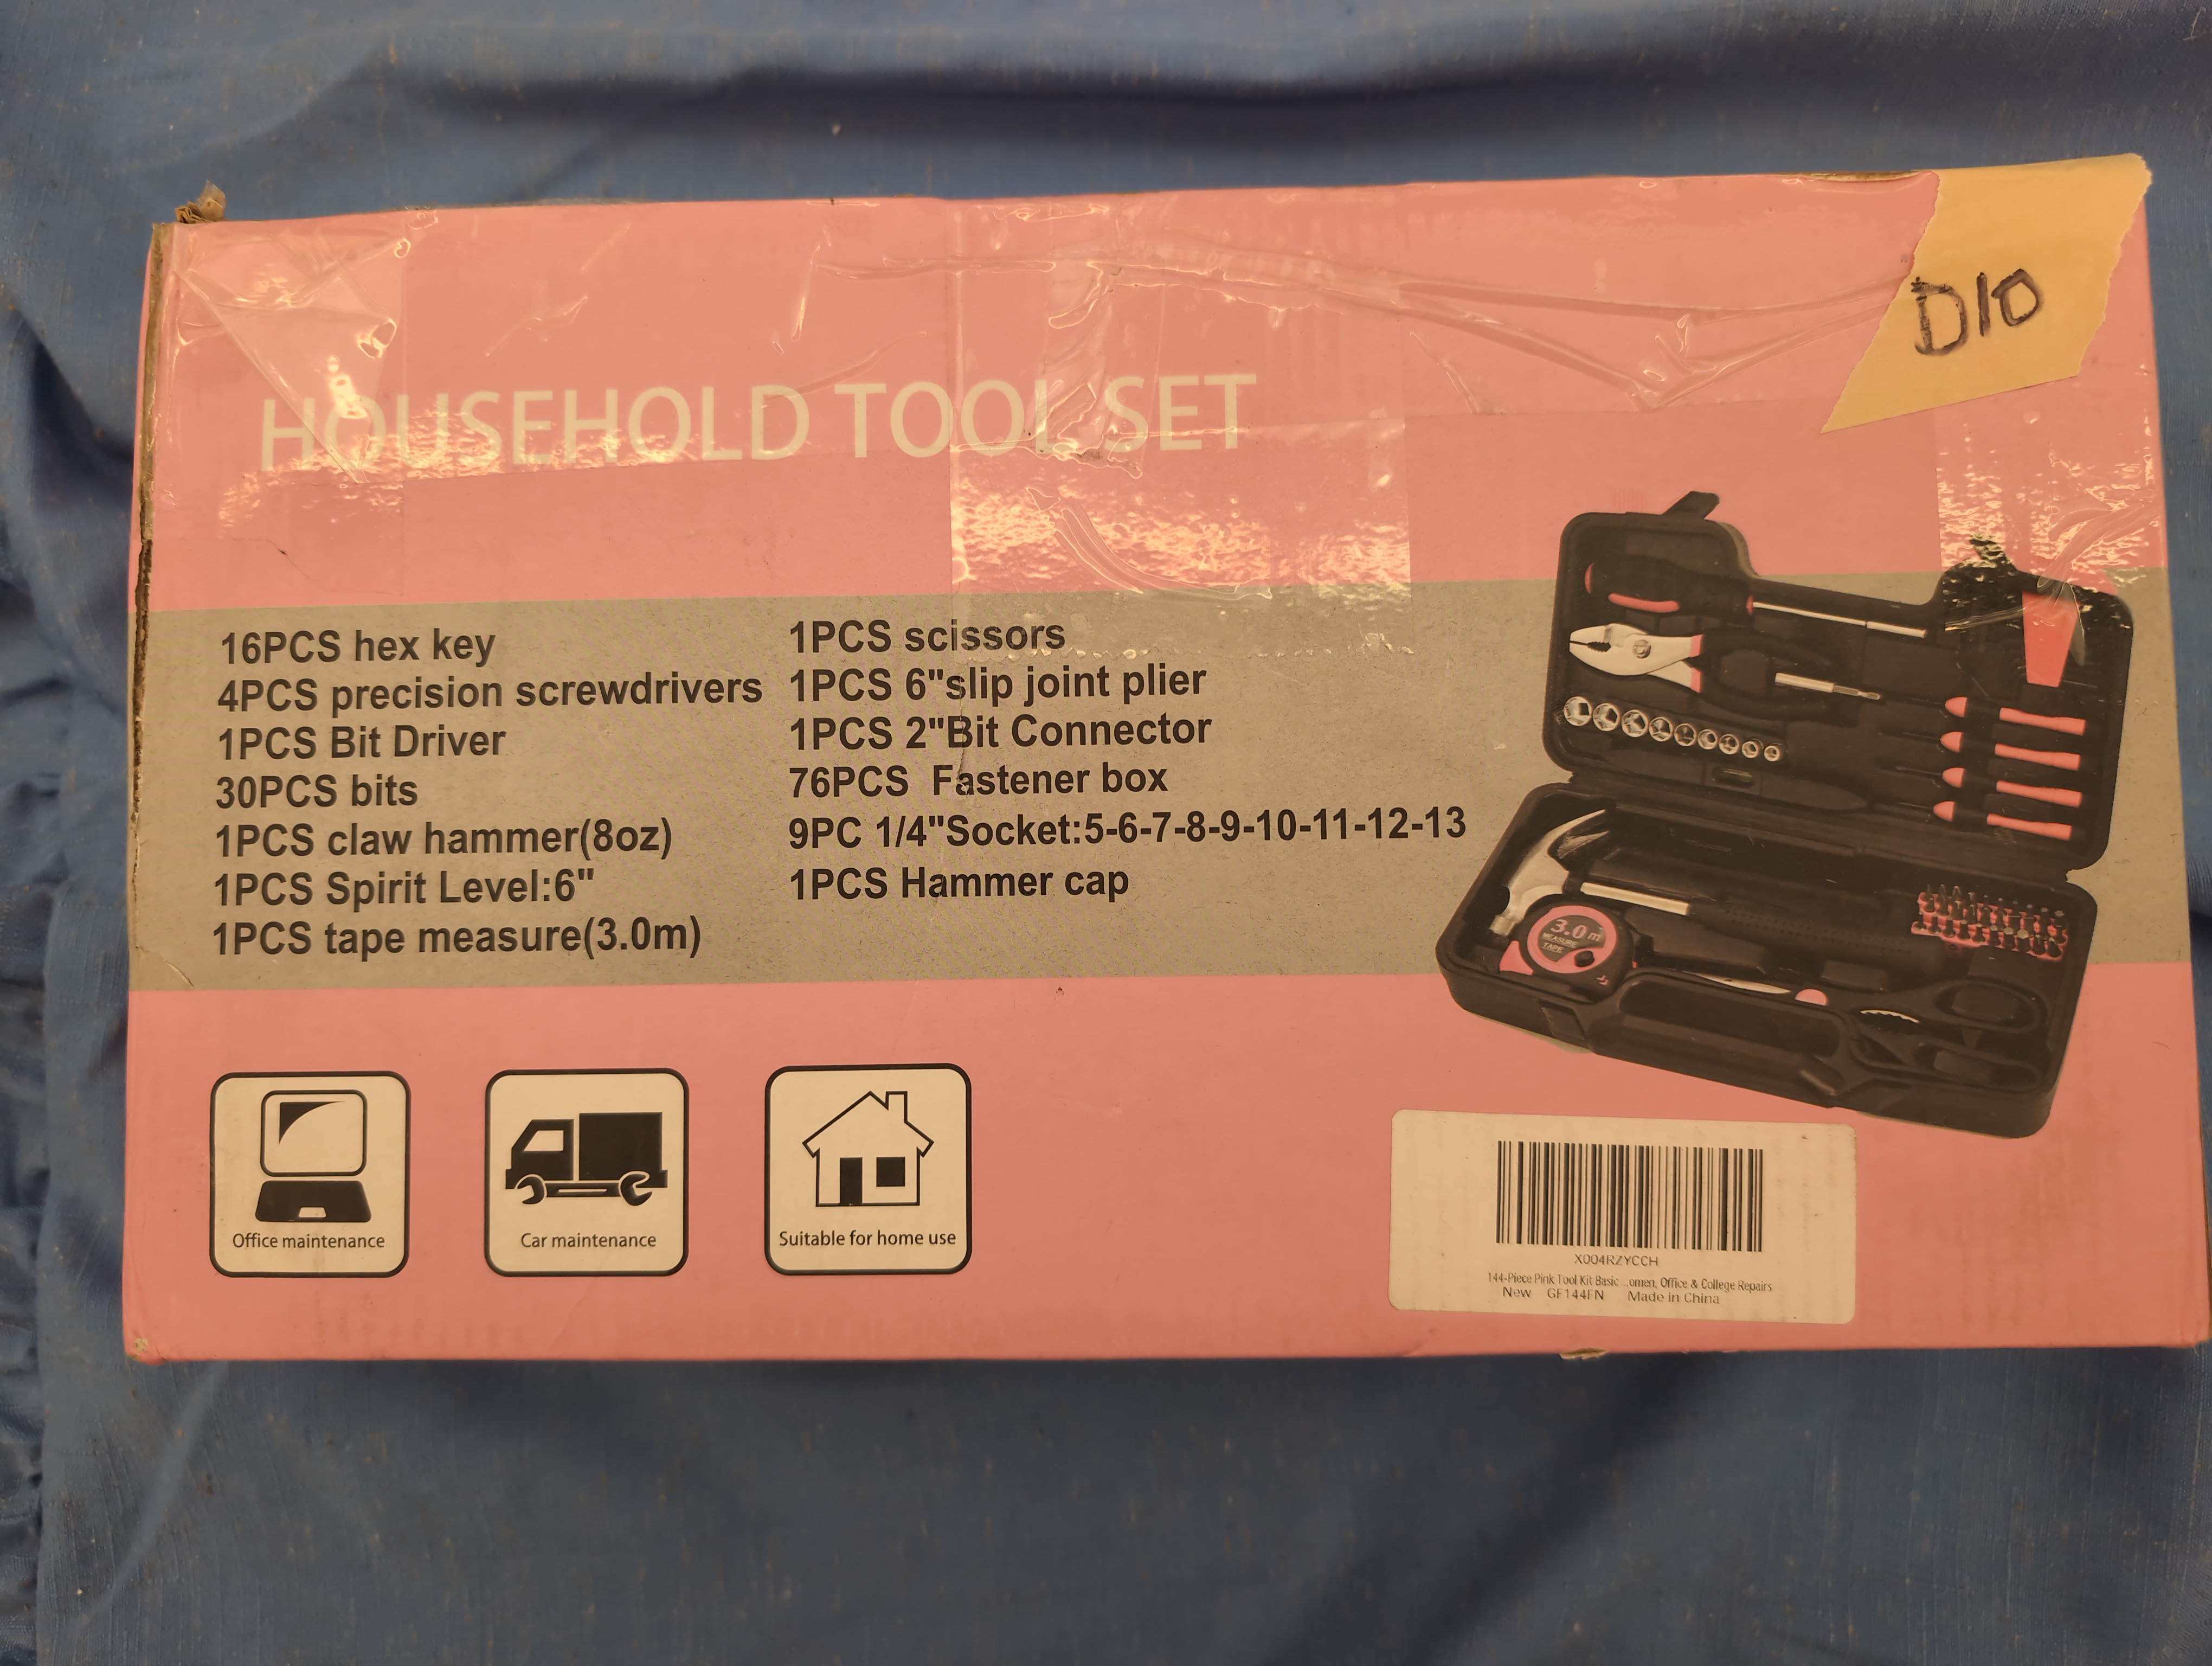 D10
HOUSEHOLD TOOL SET
16PCS hex key
4PCS precision screwdrivers
1PCS Bit Driver
30PCS bits
1PCS claw hammer(8oz)
1PCS Spirit Level:6"
1PCS tape measure(3.0m)
1PCS scissors
1PCS 6"slip joint plier
1PCS 2"Bit Connector
76PCS Fastener box
9PC 1/4"Socket:5-6-7-8-9-10-11-12-13
1PCS Hammer cap
3.0 m
MEASURE
TAPE
Office maintenance
Car maintenance
Suitable for home use
X004RZYCCH
144-Piece Pink Tool Kit Basic ...omen, Office & College Repairs
New GF144FN Made in China